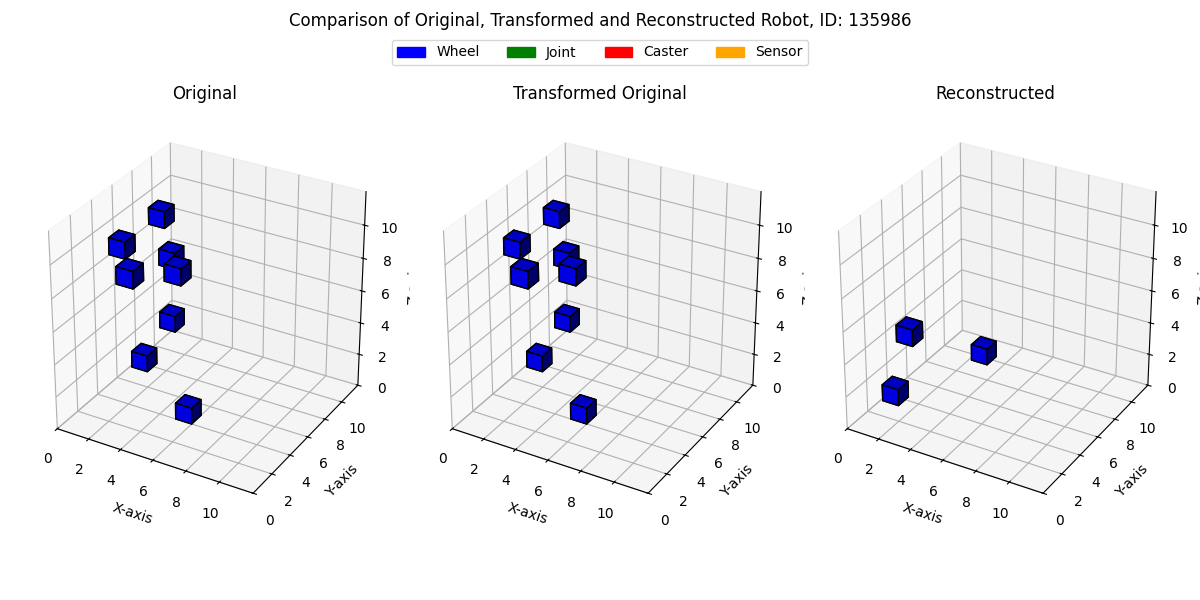 Comparison of Original, Transformed and Reconstructed Robot, ID: 135986
Wheel Joint Caster Sensor
Original Transformed Original Reconstructed
10 10 10
8 8 8
6 6 6
4 4 4
2 2 2
0 0 0
0 2 4 6 8 10 0 2 4 6 8 10 0 2 4 6 8 10
0 2 4 6 8 10 0 2 4 6 8 10 0 2 4 6 8 10
X-axis Y-axis X-axis Y-axis X-axis Y-axis